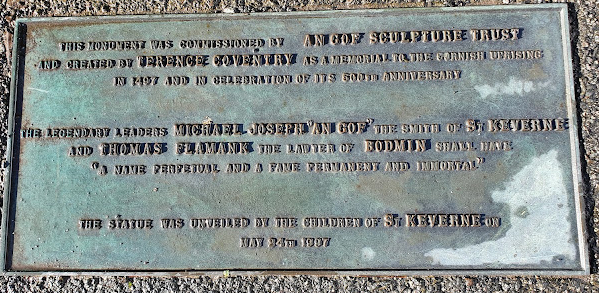 THIS MONUMENT WAS COMMISSIONED BY AN GOF SCULPTURE TRUST
AND CREATED BY TERENCE COVENTRY AS A MEMORIAL TO THE CORNISH UPRISING
IN 1497 AND IN CELEBRATION OF ITS 500TH ANNIVERSARY
THE LEGENDARY LEADERS MICHAEL JOSEPH "AN GOF" THE SMITH OF ST KEVERNE
AND THOMAS FLAMANK THE LAWYER OF BODMIN SHALL HAVE
"A NAME PERPETUAL AND A FAME PERMANENT AND IMMORTAL"
THE STATUE WAS UNVEILED BY THE CHILDREN OF ST KEVERNE ON
MAY 24TH 1997